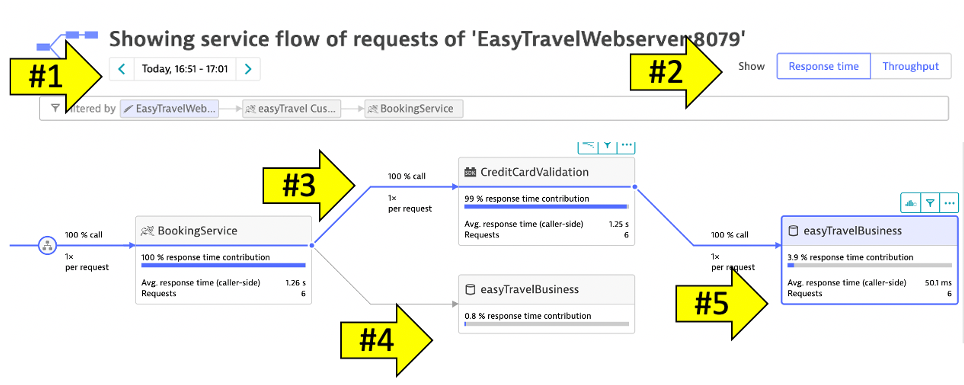 Showing service flow of requests of 'EasyTravelWebserver:8079'
#1
Today, 16:51 - 17:01
#2
Show
Response time
Throughput
Filtered by
EasyTravelWeb...
easyTravel Cus...
BookingService
#3
100 % call
1×
per request
CreditCardValidation
99 % response time contribution
Avg. response time (caller-side) 1.25 s
Requests 6
100 % call
1×
per request
BookingService
100 % response time contribution
Avg. response time (caller-side) 1.26 s
Requests 6
100 % call
1×
per request
easyTravelBusiness
3.9 % response time contribution
Avg. response time (caller-side) 50.1 ms
Requests 6
easyTravelBusiness
0.8 % response time contribution
#4
#5